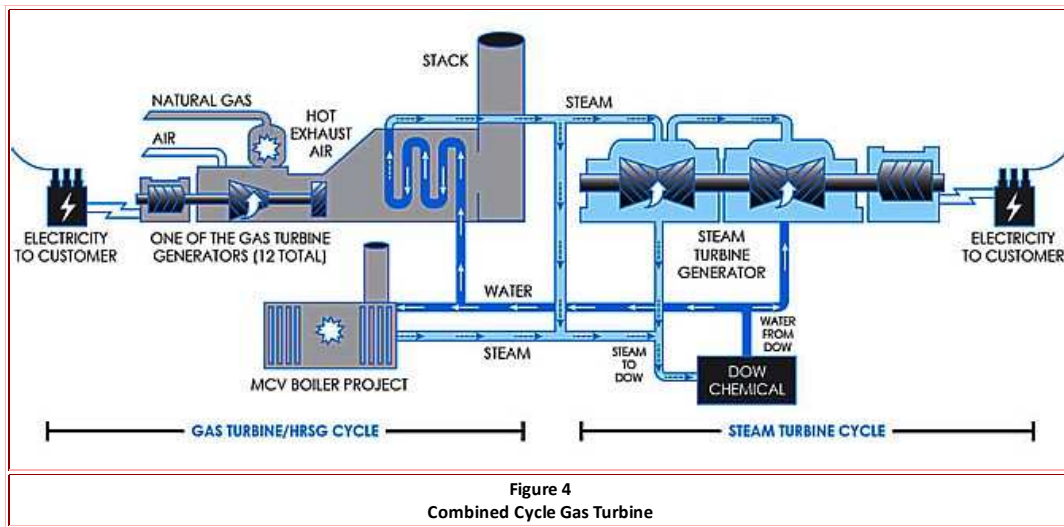 STACK
NATURAL GAS
AIR
HOT
EXHAUST
AIR
STEAM
ELECTRICITY
TO CUSTOMER
ONE OF THE GAS TURBINE
GENERATORS (12 TOTAL)
STEAM
TURBINE
GENERATOR
ELECTRICITY
TO CUSTOMER
WATER
STEAM
MCV BOILER PROJECT
STEAM
TO
DOW
WATER
FROM
DOW
DOW
CHEMICAL
GAS TURBINE/HRSG CYCLE
STEAM TURBINE CYCLE
Figure 4
Combined Cycle Gas Turbine